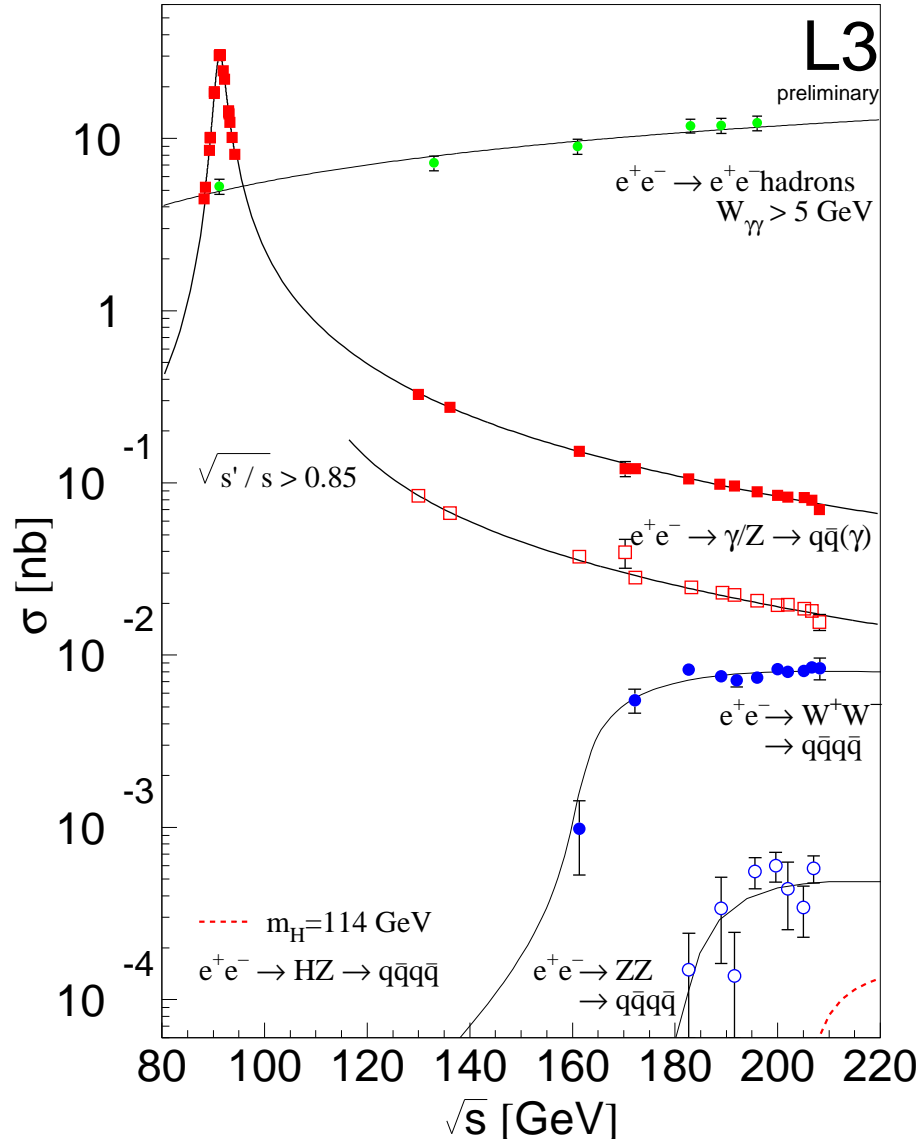 L3
preliminary
e⁺e⁻ → e⁺e⁻hadrons
W_γγ > 5 GeV
√s'/s > 0.85
e⁺e⁻ → γ/Z → qq̄(γ)
e⁺e⁻ → W⁺W⁻
→ qq̄qq̄
m_H=114 GeV
e⁺e⁻ → HZ → qq̄qq̄
e⁺e⁻ → ZZ
→ qq̄qq̄
σ [nb]
10
1
10⁻¹
10⁻²
10⁻³
10⁻⁴
80 100 120 140 160 180 200 220
√s [GeV]